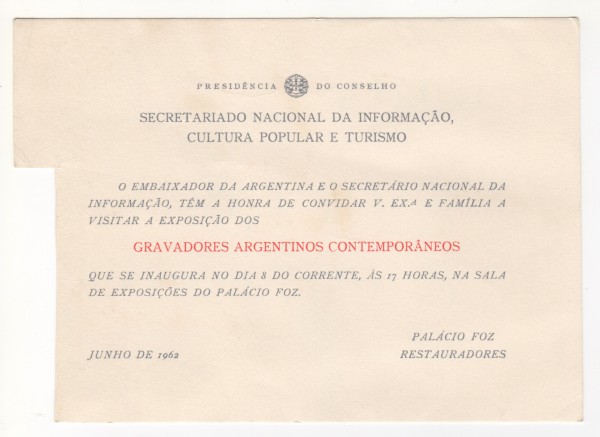 PRESIDÊNCIA DO CONSELHO
SECRETARIADO NACIONAL DA INFORMAÇÃO,
CULTURA POPULAR E TURISMO
O EMBAIXADOR DA ARGENTINA E O SECRETÁRIO NACIONAL DA
INFORMAÇÃO, TÊM A HONRA DE CONVIDAR V. EX.ᴬ E FAMÍLIA A
VISITAR A EXPOSIÇÃO DOS
GRAVADORES ARGENTINOS CONTEMPORÂNEOS
QUE SE INAUGURA NO DIA 8 DO CORRENTE, ÀS 17 HORAS, NA SALA
DE EXPOSIÇÕES DO PALÁCIO FOZ.
PALÁCIO FOZ
JUNHO DE 1962 RESTAURADORES